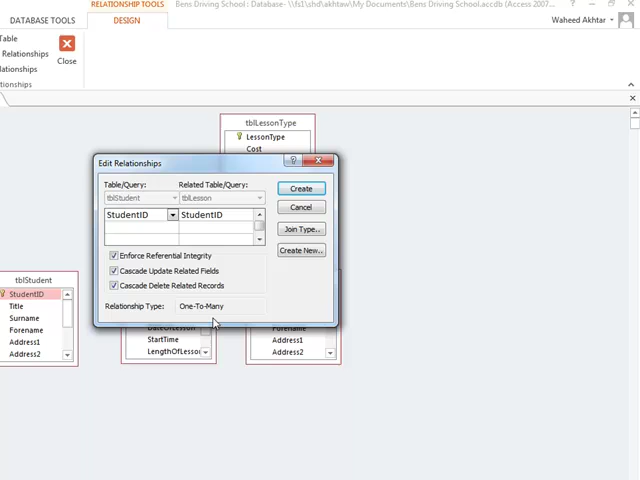 RELATIONSHIP TOOLS
Bens Driving School : Database- \\fs1\shd\akhtaw\My Documents\Bens Driving School.accdb (Access 2007...
?
DATABASE TOOLS
DESIGN
Waheed Akhtar
Table
Relationships
Close
tblLessonType
LessonType
Cost
Edit Relationships
?
Table/Query:
Related Table/Query:
Create
tblStudent
tblLesson
Cancel
StudentID
StudentID
Join Type..
Create New..
Enforce Referential Integrity
Cascade Update Related Fields
Cascade Delete Related Records
Relationship Type:
One-To-Many
tblStudent
StudentID
Title
Surname
Forename
Address1
Address2
StartTime
LengthOfLesso
Forename
Address1
Address2